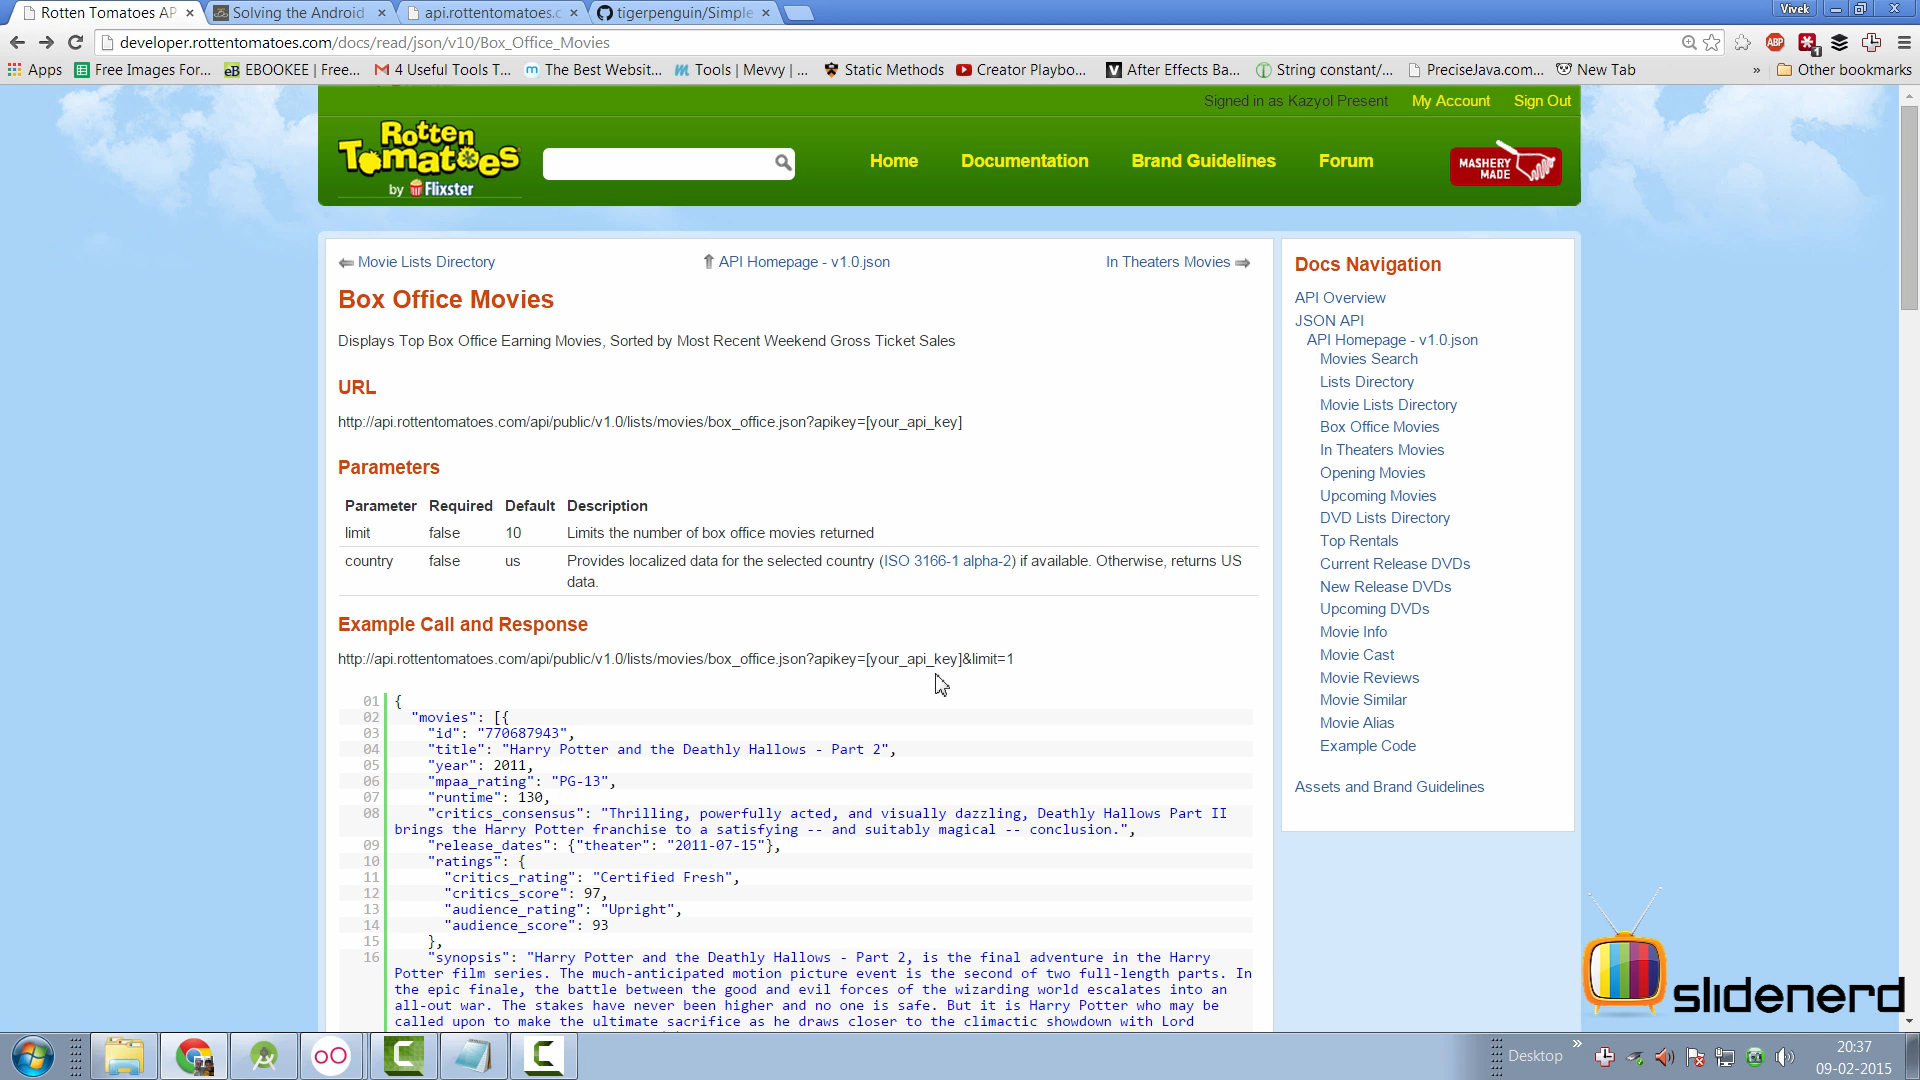 Rotten Tomatoes AP
Solving the Android
api.rottentomatoes.c
tigerpenguin/Simple
Vivek
developer.rottentomatoes.com/docs/read/json/v10/Box_Office_Movies
ABP
1
Apps
Free Images For...
eB EBOOKEE | Free...
4 Useful Tools T...
m The Best Websit...
Tools | Mevvy | ...
Static Methods
Creator Playbo...
V After Effects Ba...
String constant/...
PreciseJava.com...
New Tab
»
Other bookmarks
Signed in as Kazyol Present
My Account
Sign Out
Rotten
Tomatoes
by Flixster
Home
Documentation
Brand Guidelines
Forum
MASHERY
MADE
Movie Lists Directory
API Homepage - v1.0.json
In Theaters Movies
Box Office Movies
Displays Top Box Office Earning Movies, Sorted by Most Recent Weekend Gross Ticket Sales
URL
http://api.rottentomatoes.com/api/public/v1.0/lists/movies/box_office.json?apikey=[your_api_key]
Parameters
Parameter Required Default Description
limit false 10 Limits the number of box office movies returned
country false us Provides localized data for the selected country (ISO 3166-1 alpha-2) if available. Otherwise, returns US
data.
Example Call and Response
http://api.rottentomatoes.com/api/public/v1.0/lists/movies/box_office.json?apikey=[your_api_key]&limit=1
01 {
02 "movies": [{
03 "id": "770687943",
04 "title": "Harry Potter and the Deathly Hallows - Part 2",
05 "year": 2011,
06 "mpaa_rating": "PG-13",
07 "runtime": 130,
08 "critics_consensus": "Thrilling, powerfully acted, and visually dazzling, Deathly Hallows Part II
brings the Harry Potter franchise to a satisfying -- and suitably magical -- conclusion.",
09 "release_dates": {"theater": "2011-07-15"},
10 "ratings": {
11 "critics_rating": "Certified Fresh",
12 "critics_score": 97,
13 "audience_rating": "Upright",
14 "audience_score": 93
15 },
16 "synopsis": "Harry Potter and the Deathly Hallows - Part 2, is the final adventure in the Harry
Potter film series. The much-anticipated motion picture event is the second of two full-length parts. In
the epic finale, the battle between the good and evil forces of the wizarding world escalates into an
all-out war. The stakes have never been higher and no one is safe. But it is Harry Potter who may be
called upon to make the ultimate sacrifice as he draws closer to the climactic showdown with Lord
Docs Navigation
API Overview
JSON API
API Homepage - v1.0.json
Movies Search
Lists Directory
Movie Lists Directory
Box Office Movies
In Theaters Movies
Opening Movies
Upcoming Movies
DVD Lists Directory
Top Rentals
Current Release DVDs
New Release DVDs
Upcoming DVDs
Movie Info
Movie Cast
Movie Reviews
Movie Similar
Movie Alias
Example Code
Assets and Brand Guidelines
slidenerd
Desktop
»
20:37
09-02-2015